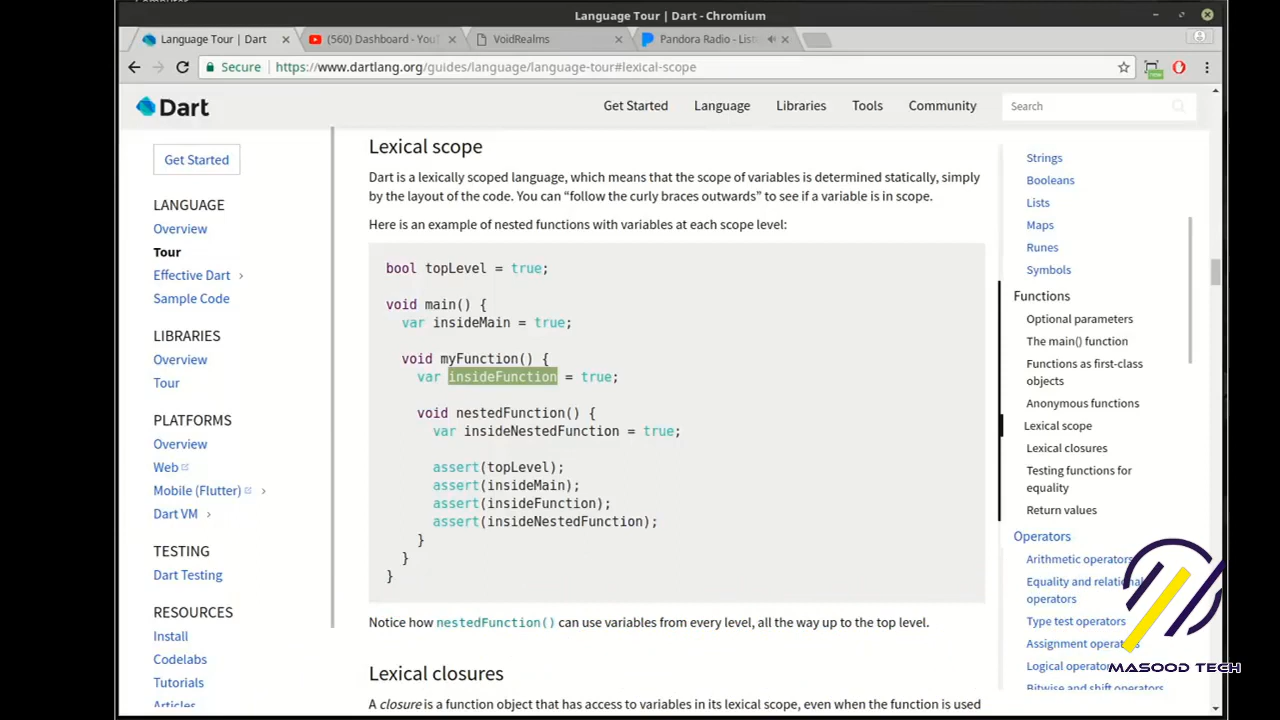 Language Tour | Dart - Chromium
Language Tour | Dart
(560) Dashboard - You
VoidRealms
Pandora Radio - List
Secure
https://www.dartlang.org/guides/language/language-tour#lexical-scope
Dart
Get Started
Language
Libraries
Tools
Community
Search
Get Started
LANGUAGE
Overview
Tour
Effective Dart
Sample Code
LIBRARIES
Overview
Tour
PLATFORMS
Overview
Web
Mobile (Flutter)
Dart VM
TESTING
Dart Testing
RESOURCES
Install
Codelabs
Tutorials
Articles
Lexical scope
Dart is a lexically scoped language, which means that the scope of variables is determined statically, simply
by the layout of the code. You can “follow the curly braces outwards” to see if a variable is in scope.
Here is an example of nested functions with variables at each scope level:
bool topLevel = true;
void main() {
var insideMain = true;
void myFunction() {
var insideFunction = true;
void nestedFunction() {
var insideNestedFunction = true;
assert(topLevel);
assert(insideMain);
assert(insideFunction);
assert(insideNestedFunction);
}
}
}
Notice how nestedFunction() can use variables from every level, all the way up to the top level.
Lexical closures
A closure is a function object that has access to variables in its lexical scope, even when the function is used
Strings
Booleans
Lists
Maps
Runes
Symbols
Functions
Optional parameters
The main() function
Functions as first-class
objects
Anonymous functions
Lexical scope
Lexical closures
Testing functions for
equality
Return values
Operators
Arithmetic operators
Equality and relational
operators
Type test operators
Assignment operators
Logical operators
Bitwise and shift operators
MASOOD TECH